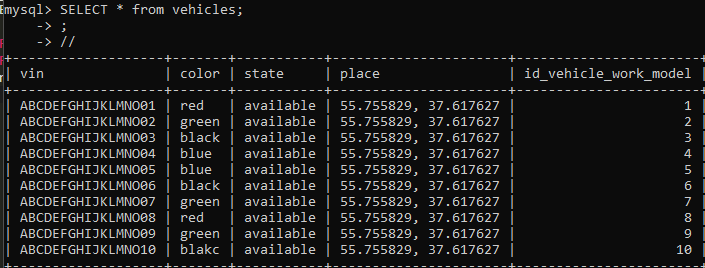 mysql> SELECT * from vehicles;
-> ;
-> //
vin | color | state | place | id_vehicle_work_model
ABCDEFGHIJKLMNO01 | red | available | 55.755829, 37.617627 | 1
ABCDEFGHIJKLMNO02 | green | available | 55.755829, 37.617627 | 2
ABCDEFGHIJKLMNO03 | black | available | 55.755829, 37.617627 | 3
ABCDEFGHIJKLMNO04 | blue | available | 55.755829, 37.617627 | 4
ABCDEFGHIJKLMNO05 | blue | available | 55.755829, 37.617627 | 5
ABCDEFGHIJKLMNO06 | black | available | 55.755829, 37.617627 | 6
ABCDEFGHIJKLMNO07 | green | available | 55.755829, 37.617627 | 7
ABCDEFGHIJKLMNO08 | red | available | 55.755829, 37.617627 | 8
ABCDEFGHIJKLMNO09 | green | available | 55.755829, 37.617627 | 9
ABCDEFGHIJKLMNO10 | blakc | available | 55.755829, 37.617627 | 10